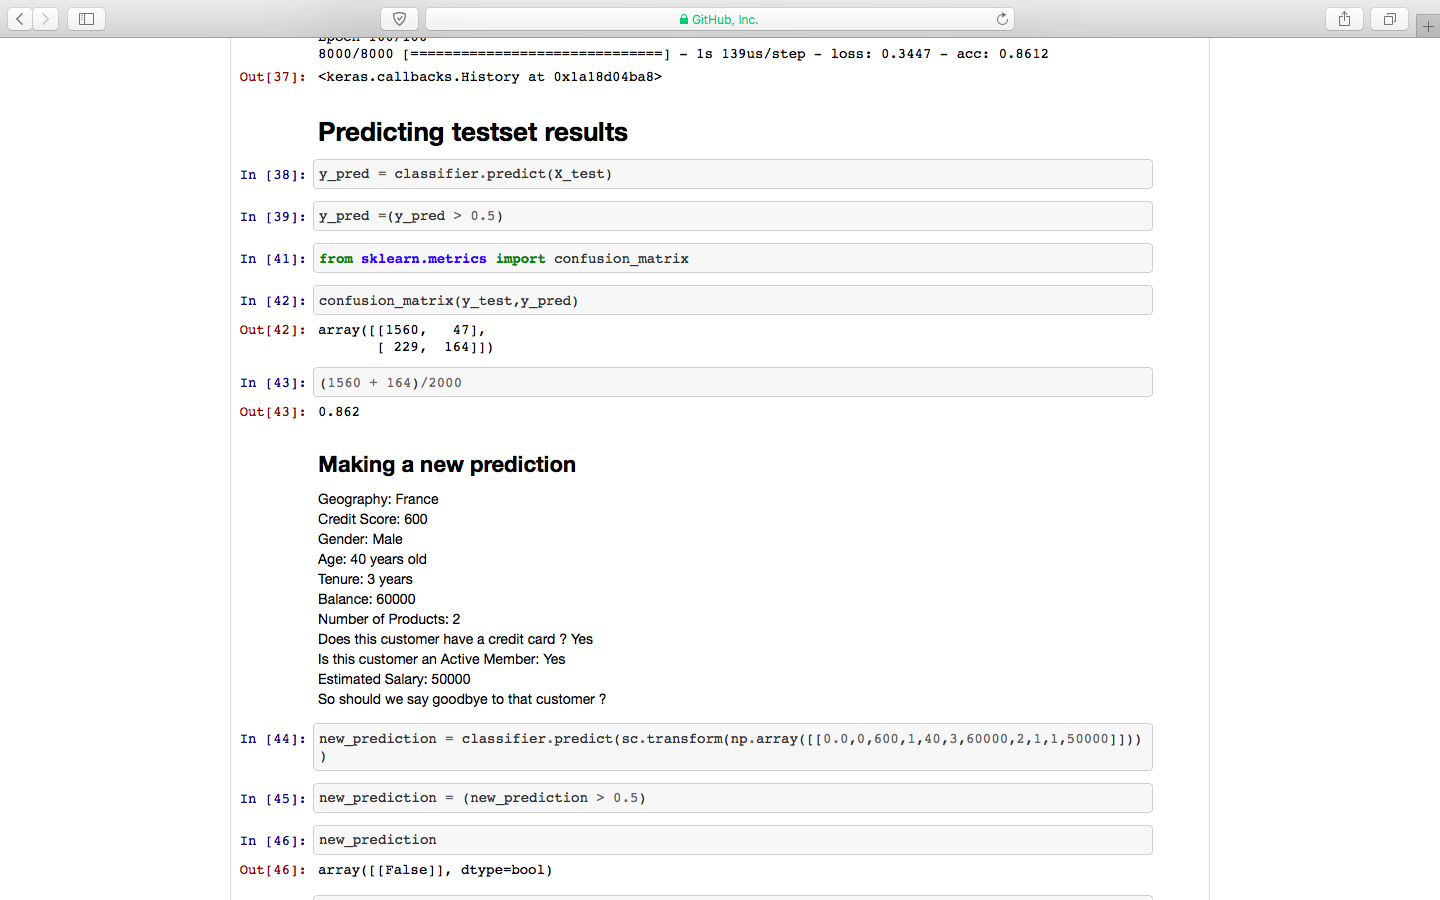 GitHub, Inc.
Epoch 100/100
8000/8000 [==============================] - 1s 139us/step - loss: 0.3447 - acc: 0.8612
Out[37]: <keras.callbacks.History at 0x1a18d04ba8>
Predicting testset results
In [38]: y_pred = classifier.predict(X_test)
In [39]: y_pred =(y_pred > 0.5)
In [41]: from sklearn.metrics import confusion_matrix
In [42]: confusion_matrix(y_test,y_pred)
Out[42]: array([[1560,   47],
       [ 229,  164]])
In [43]: (1560 + 164)/2000
Out[43]: 0.862
Making a new prediction
Geography: France
Credit Score: 600
Gender: Male
Age: 40 years old
Tenure: 3 years
Balance: 60000
Number of Products: 2
Does this customer have a credit card ? Yes
Is this customer an Active Member: Yes
Estimated Salary: 50000
So should we say goodbye to that customer ?
In [44]: new_prediction = classifier.predict(sc.transform(np.array([[0.0,0,600,1,40,3,60000,2,1,1,50000]]))
)
In [45]: new_prediction = (new_prediction > 0.5)
In [46]: new_prediction
Out[46]: array([[False]], dtype=bool)